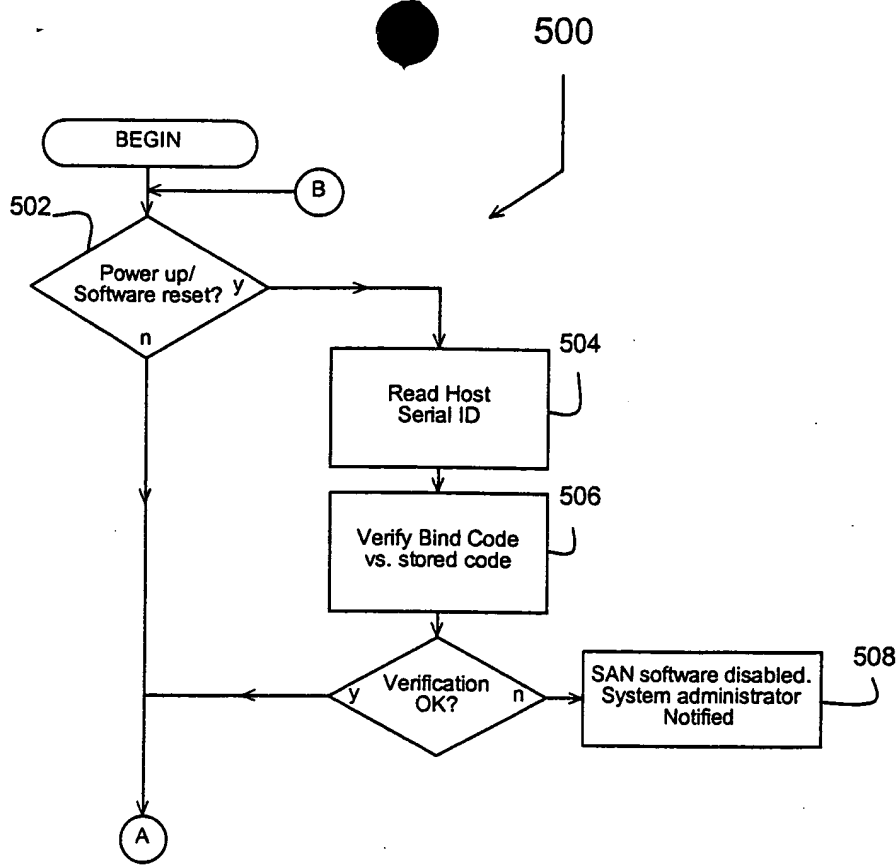 500
BEGIN
B
502
Power up/
Software reset?
y
n
504
Read Host
Serial ID
506
Verify Bind Code
vs. stored code
Verification
OK?
y
n
508
SAN software disabled.
System administrator
Notified
A